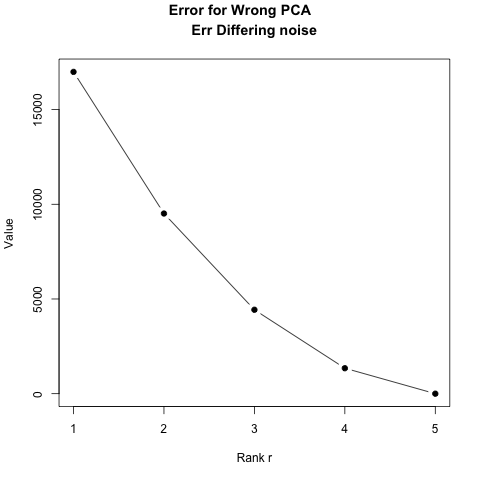 Error for Wrong PCA
Err Differing noise
Value
15000
10000
5000
0
1 2 3 4 5
Rank r